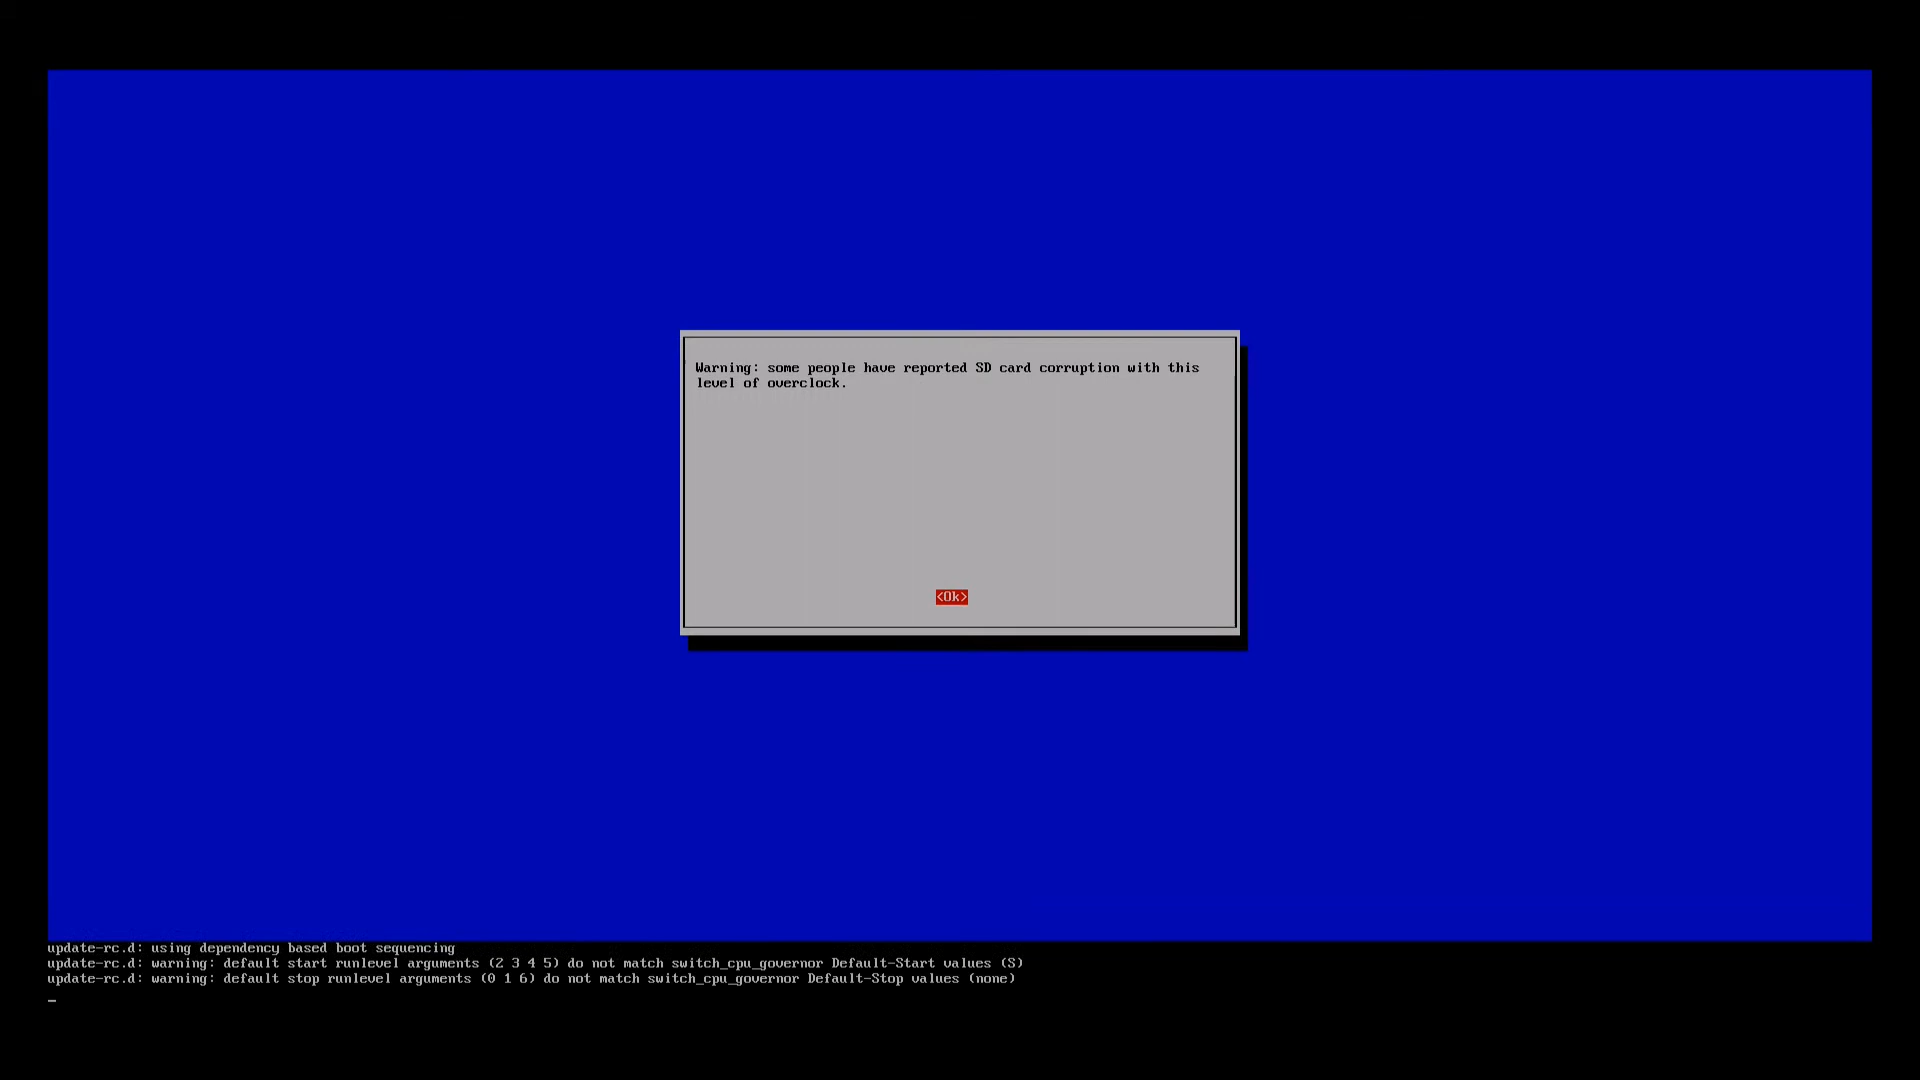 Warning: some people have reported SD card corruption with this
level of overclock.
<Ok>
update-rc.d: using dependency based boot sequencing
update-rc.d: warning: default start runlevel arguments (2 3 4 5) do not match switch_cpu_governor Default-Start values (S)
update-rc.d: warning: default stop runlevel arguments (0 1 6) do not match switch_cpu_governor Default-Stop values (none)
_